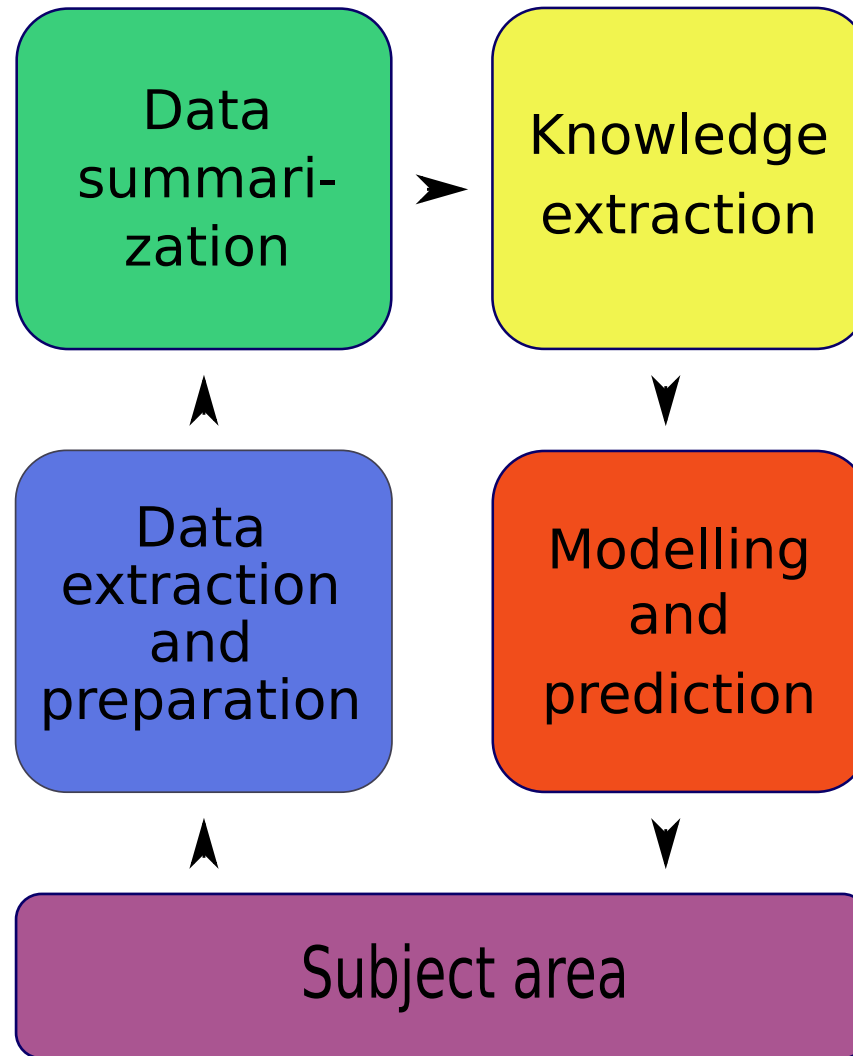 Data
summari-
zation
Knowledge
extraction
Data
extraction
and
preparation
Modelling
and
prediction
Subject area